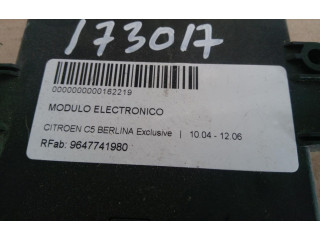 173017
0000000000162219
MODULO ELECTRONICO
CITROEN C5 BERLINA Exclusive | 10.04 - 12.06
RFab: 9647741980